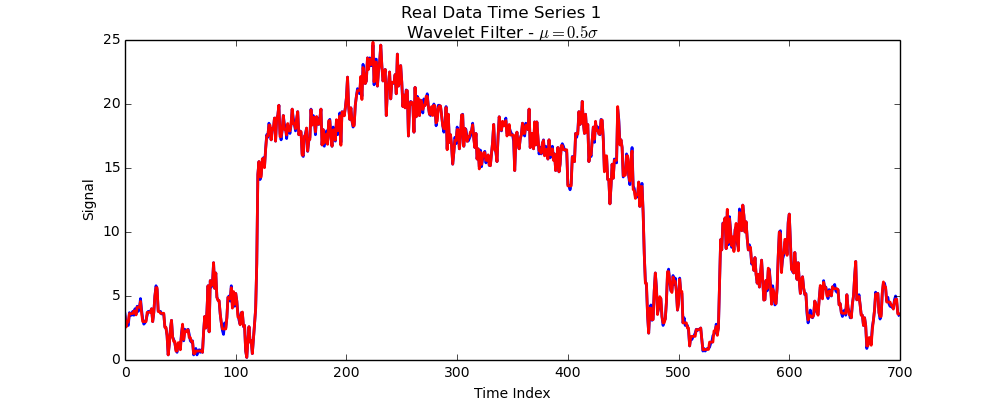 Real Data Time Series 1
Wavelet Filter - μ = 0.5σ
25
20
15
10
5
0
Signal
0 100 200 300 400 500 600 700
Time Index